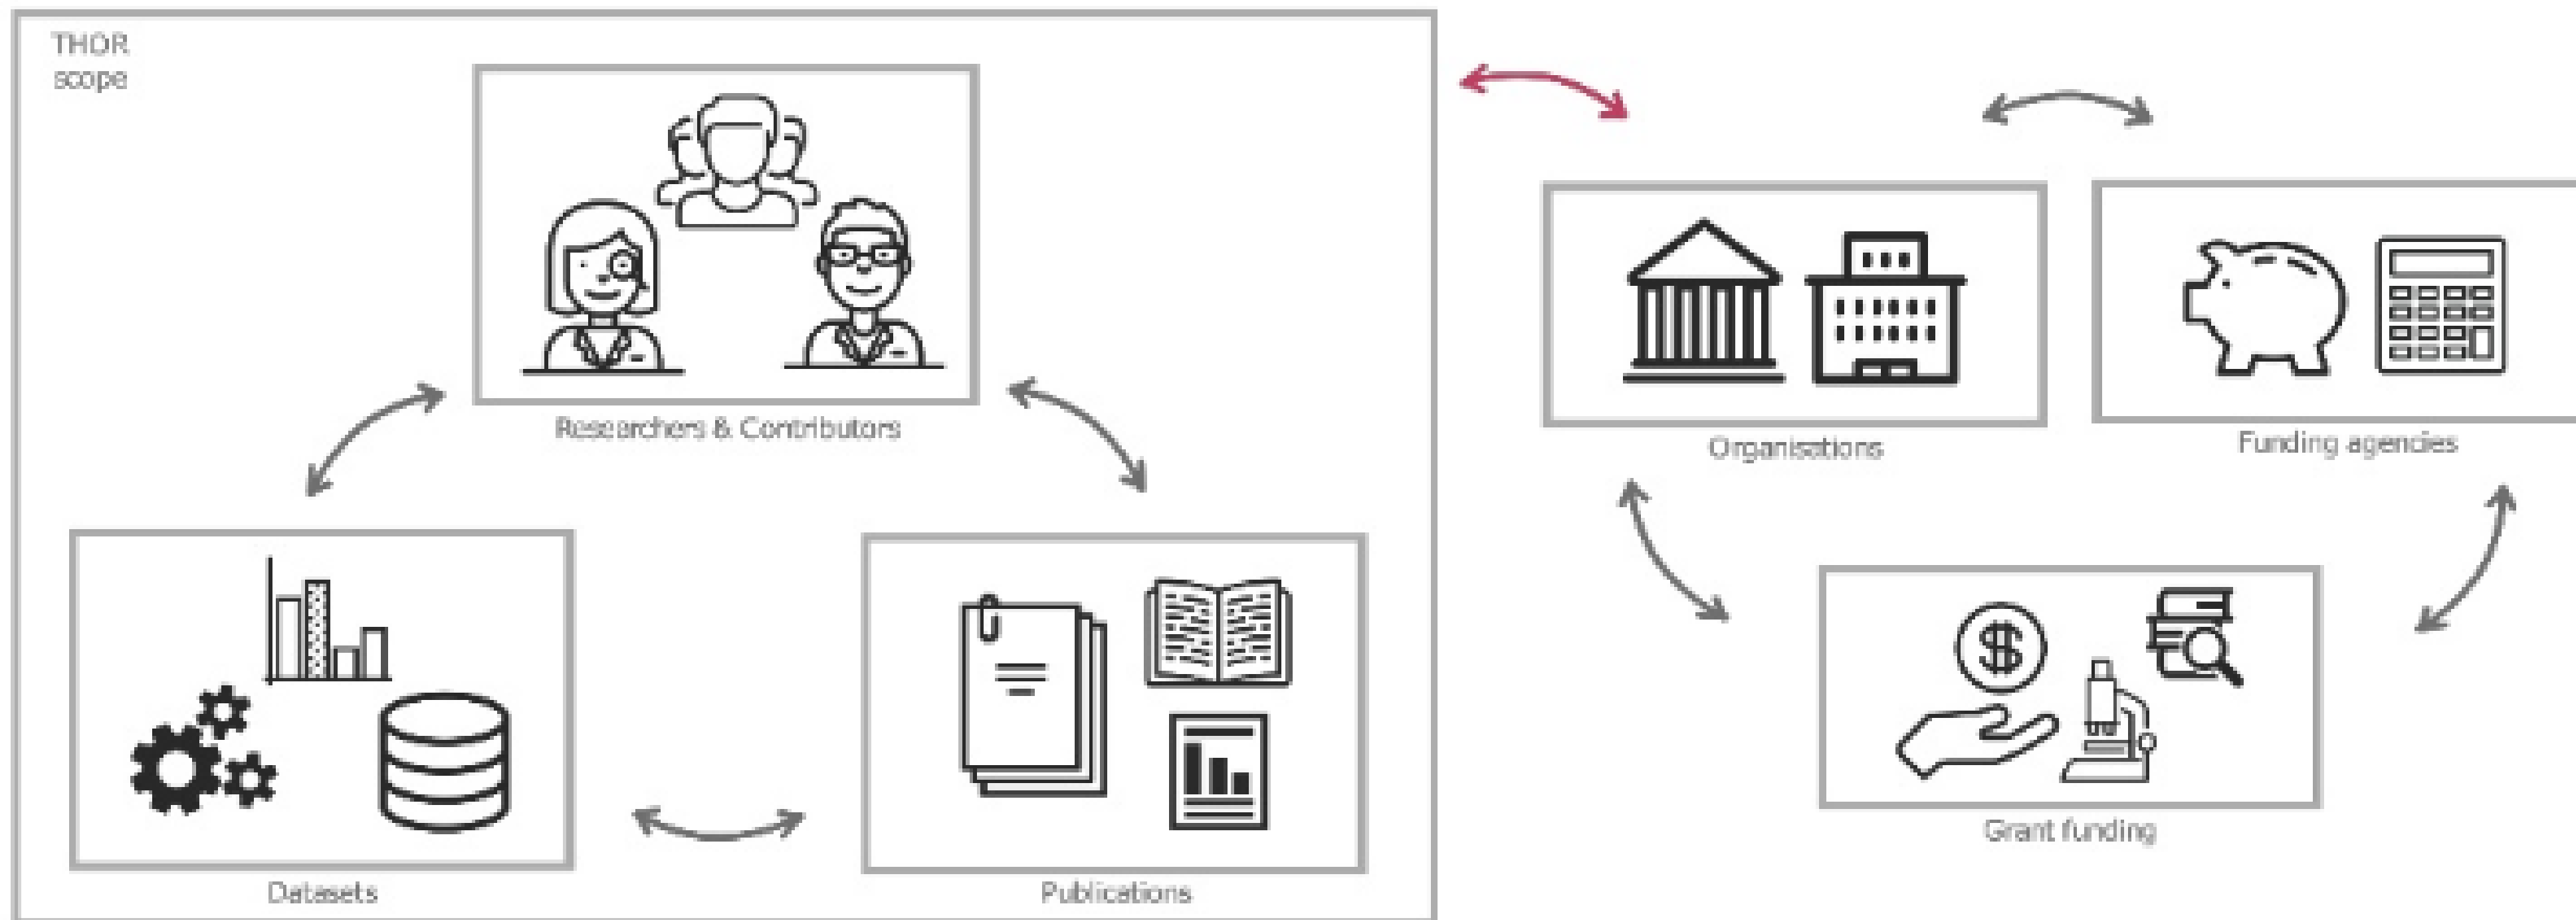 THOR
scope
Researchers & Contributors
Organisations
Funding agencies
Datasets
Publications
Grant funding